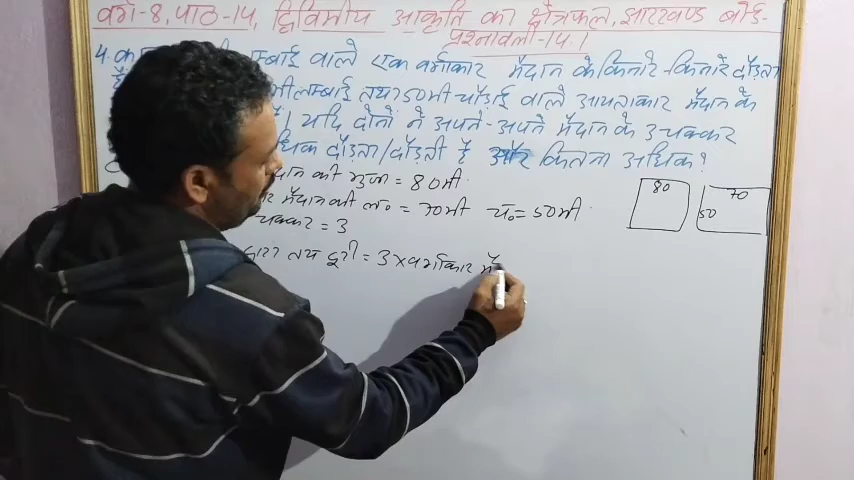 वर्ग-8, पाठ-14, द्विविमीय आकृति का क्षेत्रफल, झारखण्ड बोर्ड-
प्रश्नावली-14.1
4. म्बाई वाले एक वर्गाकार मैदान के किनारे-किनारे दौड़ता
मी लम्बाई तथा 50मी चौड़ाई वाले आयताकार मैदान के
। यदि दोनों ने अपने-अपने मैदान के 3 चक्कर
धिक दौड़ता/दौड़ती है और कितना अधिक?
दान की भुजा = 80मी.
र मैदान की ल० = 70मी चौ० = 50मी
चक्कर = 3
द्वारा तय दूरी = 3 × वर्गाकार मै
80
70
50